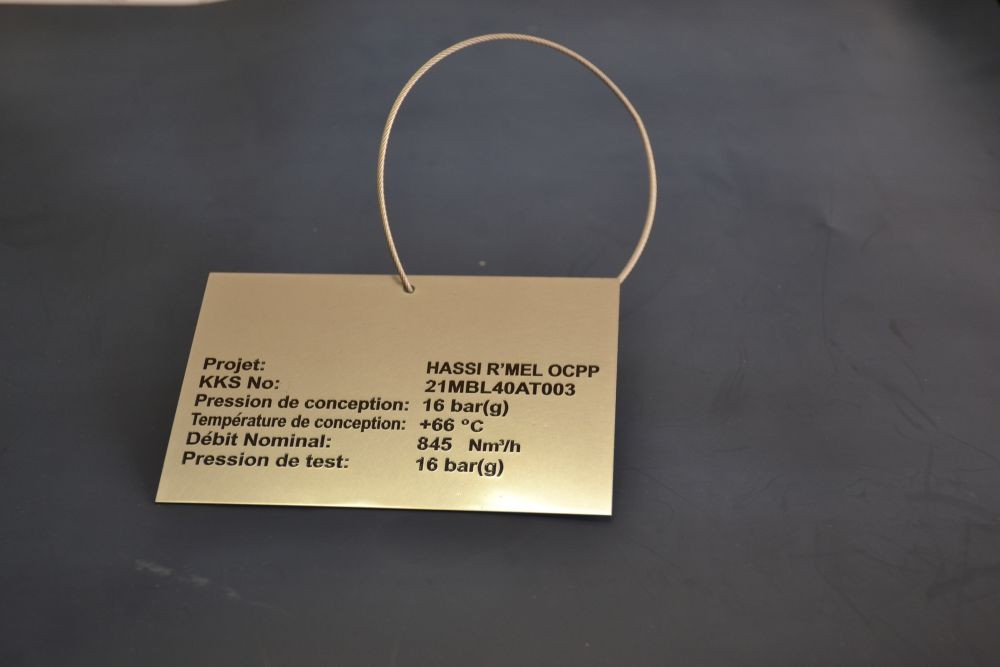 Projet: HASSI R'MEL OCPP
KKS No: 21MBL40AT003
Pression de conception: 16 bar(g)
Température de conception: +66 °C
Débit Nominal: 845 Nm³/h
Pression de test: 16 bar(g)